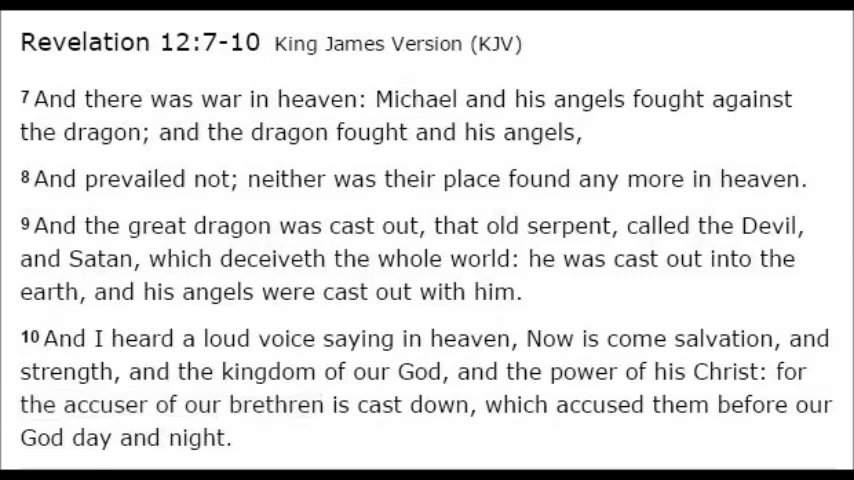 Revelation 12:7-10 King James Version (KJV)
7 And there was war in heaven: Michael and his angels fought against
the dragon; and the dragon fought and his angels,
8 And prevailed not; neither was their place found any more in heaven.
9 And the great dragon was cast out, that old serpent, called the Devil,
and Satan, which deceiveth the whole world: he was cast out into the
earth, and his angels were cast out with him.
10 And I heard a loud voice saying in heaven, Now is come salvation, and
strength, and the kingdom of our God, and the power of his Christ: for
the accuser of our brethren is cast down, which accused them before our
God day and night.